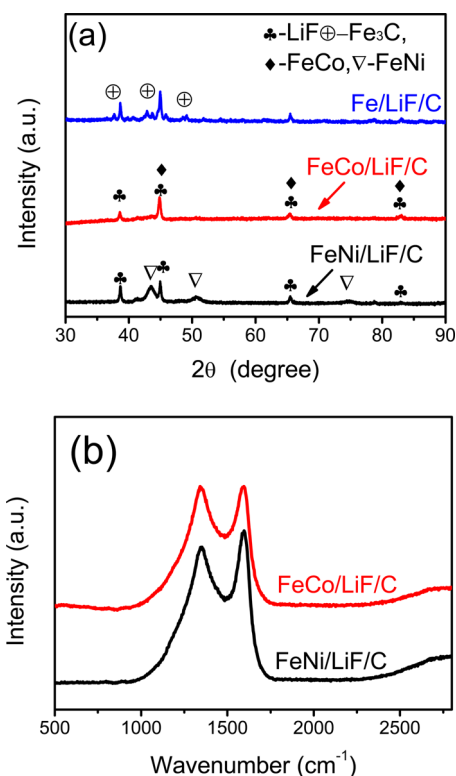 (a)
♣-LiF⊕–Fe₃C,
♦-FeCo,▽-FeNi
⊕ ⊕ ⊕
Fe/LiF/C
♦ ♦ ♦
♣ ♣ ♣ ♣
FeCo/LiF/C
FeNi/LiF/C
♣ ▽ ♣ ▽ ♣ ▽ ♣
Intensity (a.u.)
30 40 50 60 70 80 90
2θ (degree)
(b)
FeCo/LiF/C
FeNi/LiF/C
Intensity (a.u.)
500 1000 1500 2000 2500
Wavenumber (cm⁻¹)